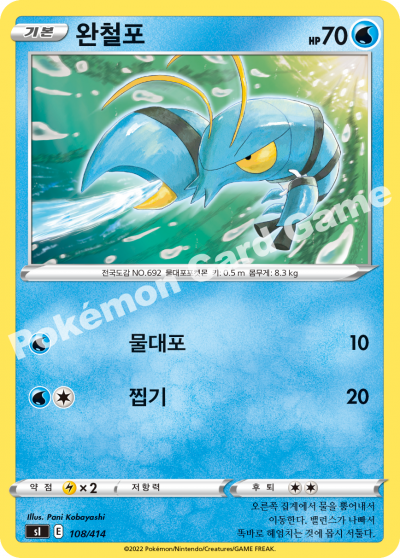 기본 완철포 HP 70
전국도감 NO.692 물대포포켓몬 키: 0.5 m 몸무게: 8.3 kg
Pokémon Card Game
물대포 10
찝기 20
약점 ×2 저항력 후퇴
Illus. Pani Kobayashi
오른쪽 집게에서 물을 뿜어내서
이동한다. 밸런스가 나빠서
똑바로 헤엄치는 것에 몹시 서툴다.
sI E 108/414
©2022 Pokémon/Nintendo/Creatures/GAME FREAK.